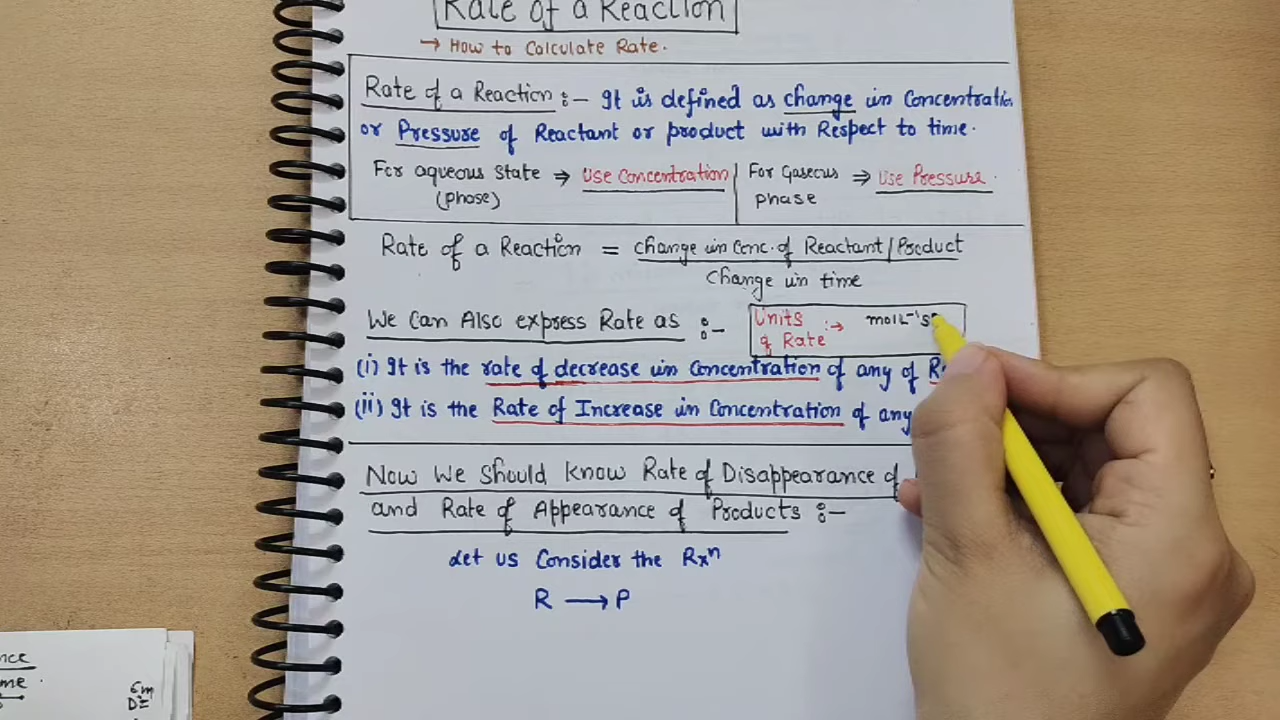 Rate of a Reaction
→ How to Calculate Rate.
Rate of a Reaction :- It is defined as change in Concentration
or Pressure of Reactant or product with Respect to time.
For aqueous State → Use Concentration
(phase)
For Gaseous → Use Pressure.
phase
Rate of a Reaction = Change in Conc. of Reactant/Product
Change in time
We Can Also express Rate as :-
Units :→ mol L⁻¹s
of Rate
(i) It is the rate of decrease in Concentration of any of
(ii) It is the Rate of Increase in Concentration of any
Now We Should Know Rate of Disappearance of
and Rate of Appearance of Products :-
Let us Consider the Rxⁿ
R → P